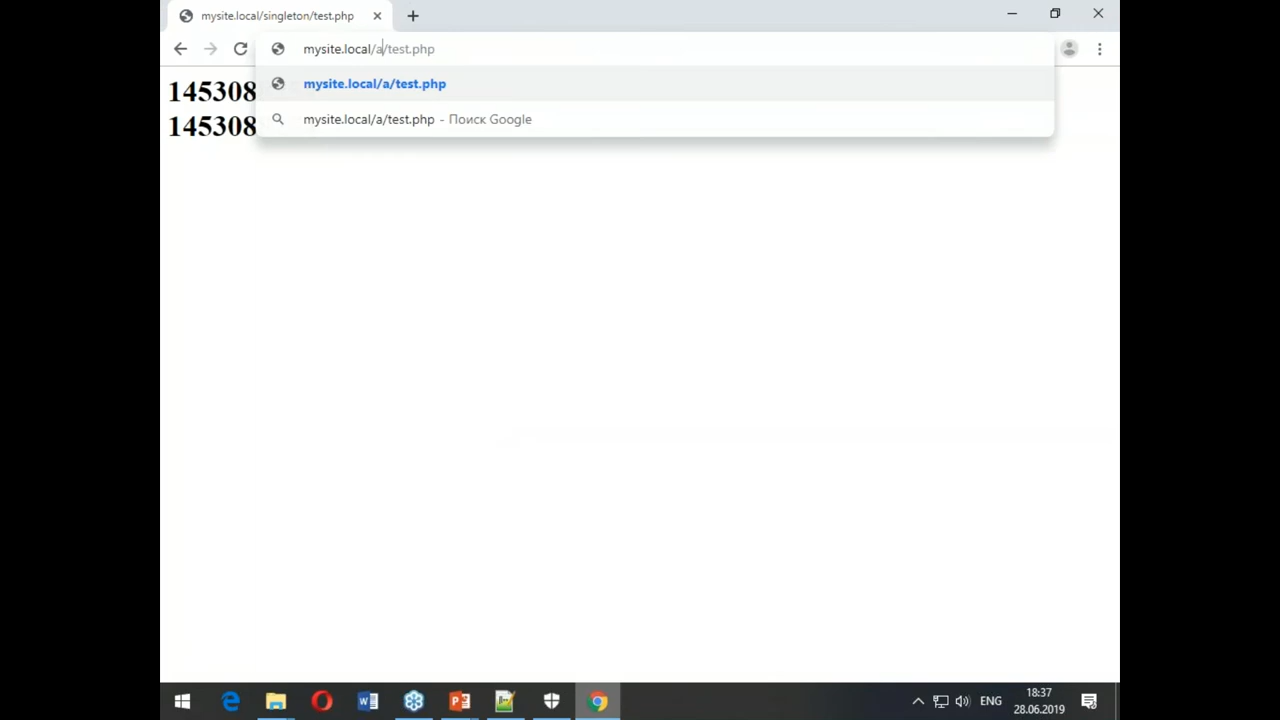 mysite.local/singleton/test.php
mysite.local/a/test.php
mysite.local/a/test.php
mysite.local/a/test.php - Поиск Google
145308
145308
ENG
18:37
28.06.2019